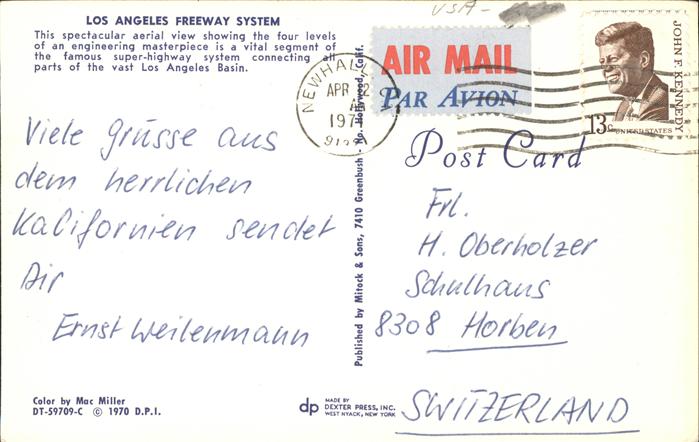 LOS ANGELES FREEWAY SYSTEM
This spectacular aerial view showing the four levels
of an engineering masterpiece is a vital segment of
the famous super-highway system connecting all
parts of the vast Los Angeles Basin.
Viele grüsse aus
dem herrlichen
Kalifornien sendet
Dir
Ernst Weilenmann
Color by Mac Miller
DT-59709-C © 1970 D.P.I.
Published by Mitock & Sons, 7410 Greenbush - No. Hollywood, Calif.
dp MADE BY
DEXTER PRESS, INC.
WEST NYACK, NEW YORK
USA-
AIR MAIL
PAR AVION
NEWHALL
APR
197
JOHN F. KENNEDY
13c UNITED STATES
Post Card
Frl.
H. Oberholzer
Schulhaus
8308 Horben
SWITZERLAND